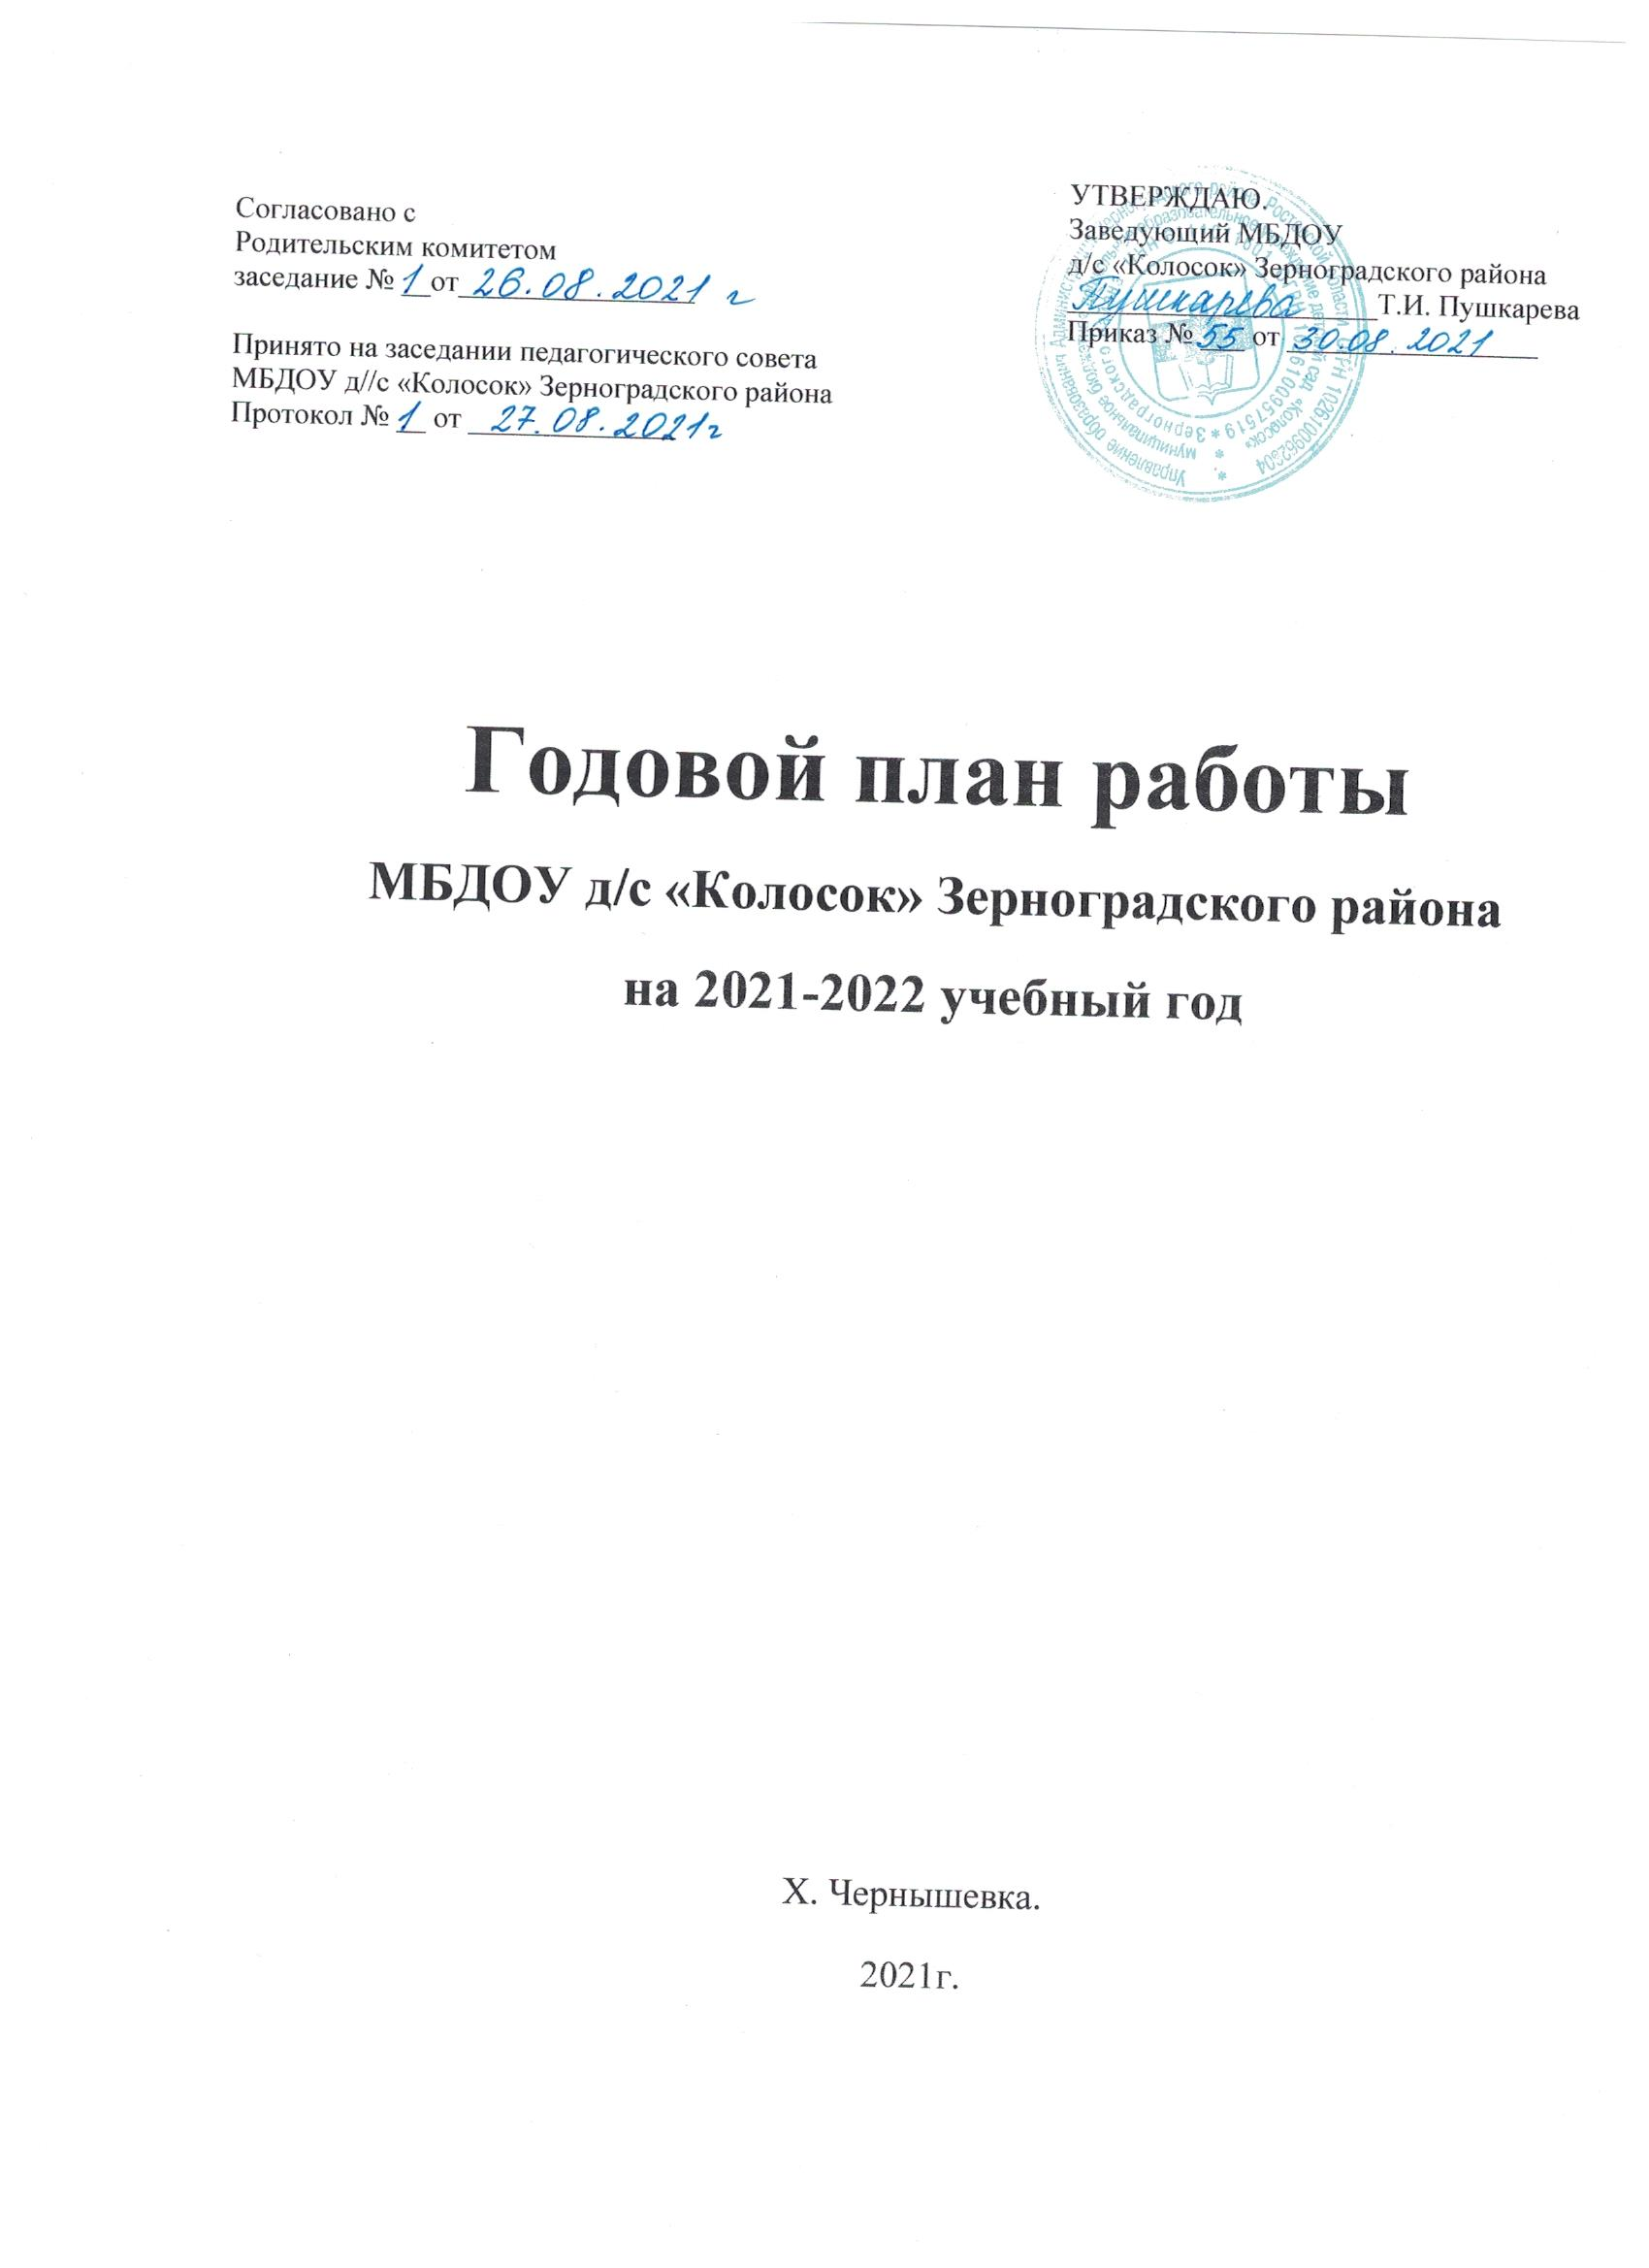 Согласовано с
Родительским комитетом
заседание № 1 от 26.08.2021 г
Принято на заседании педагогического совета
МБДОУ д//с «Колосок» Зерноградского района
Протокол № 1 от 27.08.2021г
УТВЕРЖДАЮ.
Заведующий МБДОУ
д/с «Колосок» Зерноградского района
Пушкарева Т.И. Пушкарева
Приказ № 55 от 30.08.2021
Годовой план работы
МБДОУ д/с «Колосок» Зерноградского района
на 2021-2022 учебный год
Х. Чернышевка.
2021г.